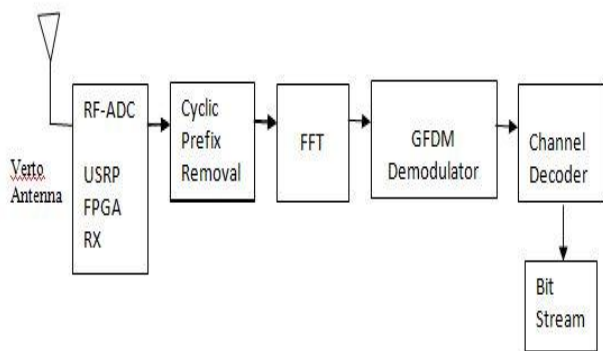 Verto
Antenna
RF-ADC
USRP
FPGA
RX
Cyclic
Prefix
Removal
FFT
GFDM
Demodulator
Channel
Decoder
Bit
Stream